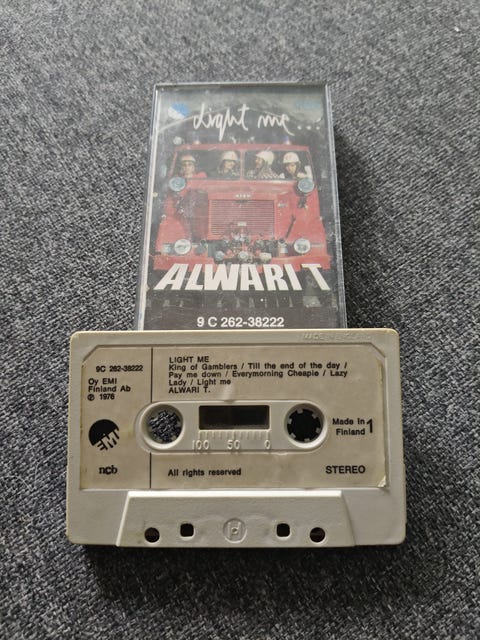 Light me...
ALWARI T
9 C 262-38222
9C 262-38222
Oy EMI
Finland Ab
℗ 1976
EMI
ncb
LIGHT ME
King of Gamblers / Till the end of the day /
Pay me down / Everymorning Cheapie / Lazy
Lady / Light me
ALWARI T.
100 50 0
Made in
Finland
1
All rights reserved
STEREO